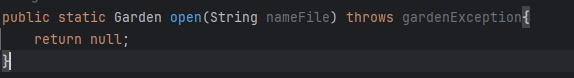 public static Garden open(String nameFile) throws gardenException{
    return null;
}